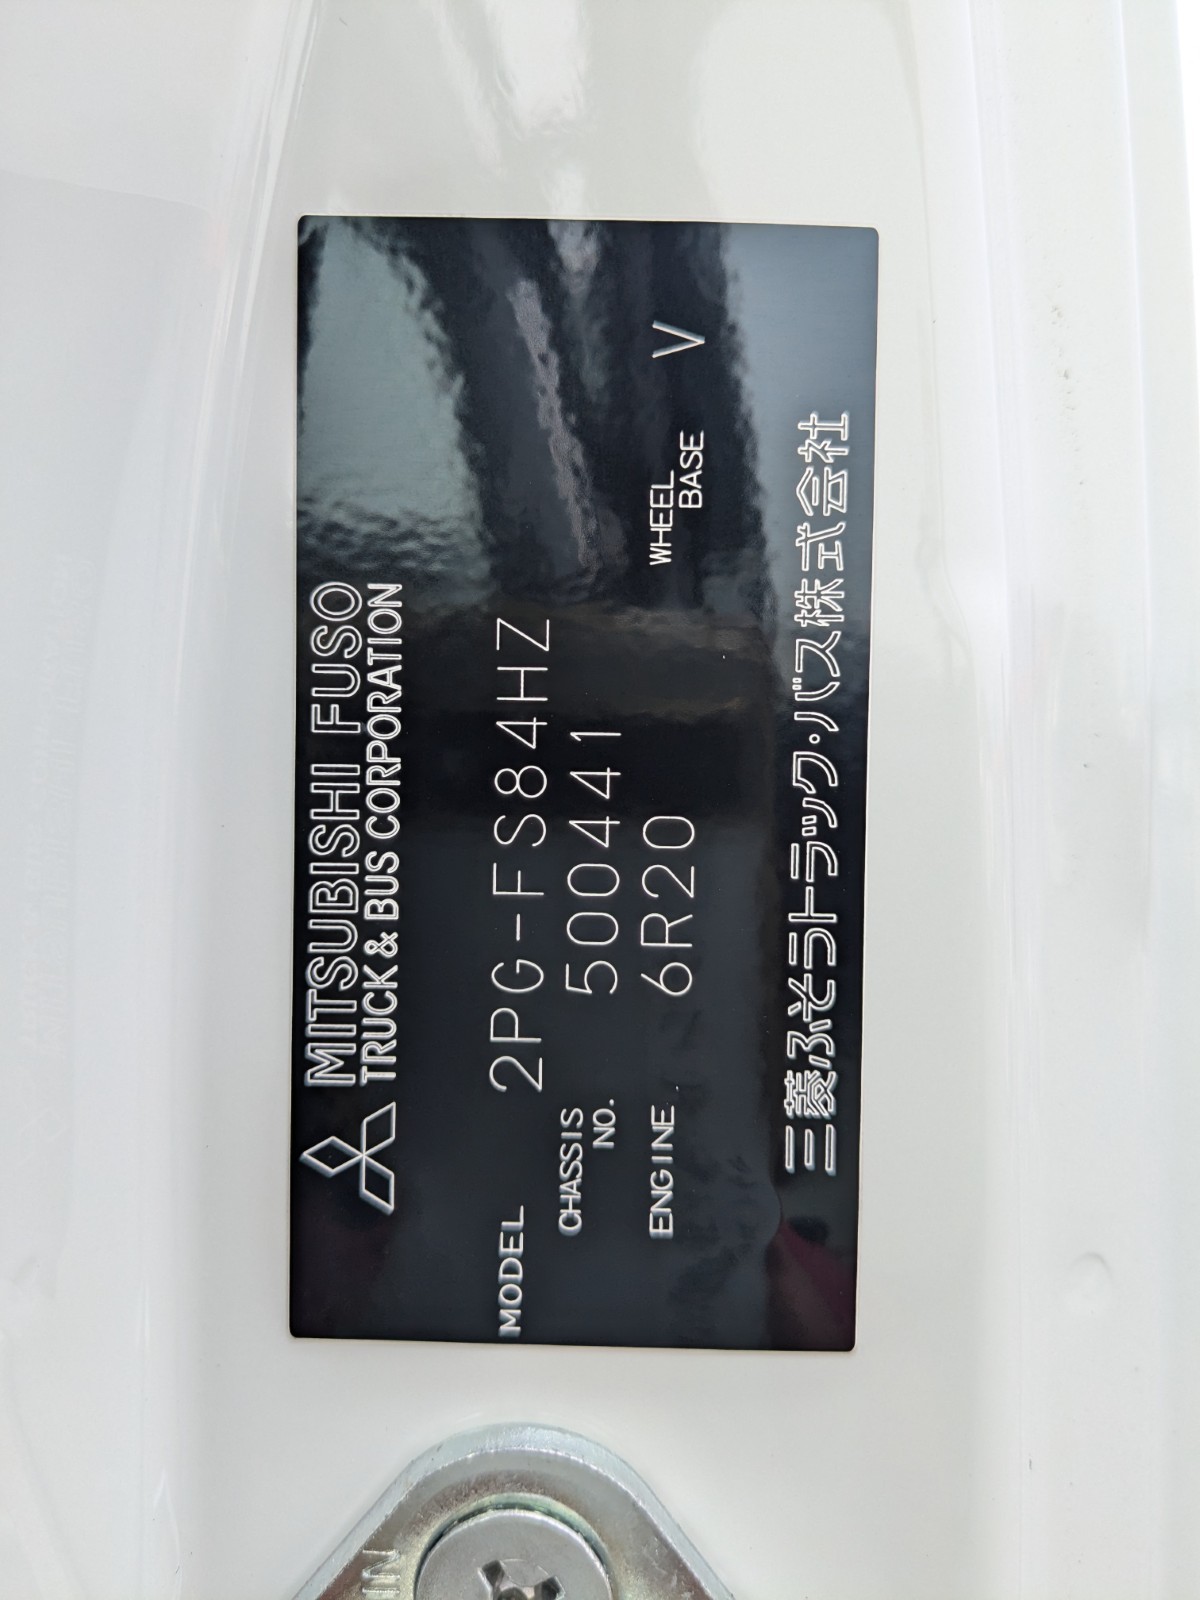 MITSUBISHI FUSO
TRUCK & BUS CORPORATION
MODEL 2PG-FS84HZ
CHASSIS NO. 500441
ENGINE 6R20 WHEEL BASE V
三菱ふそうトラック・バス株式会社
IN